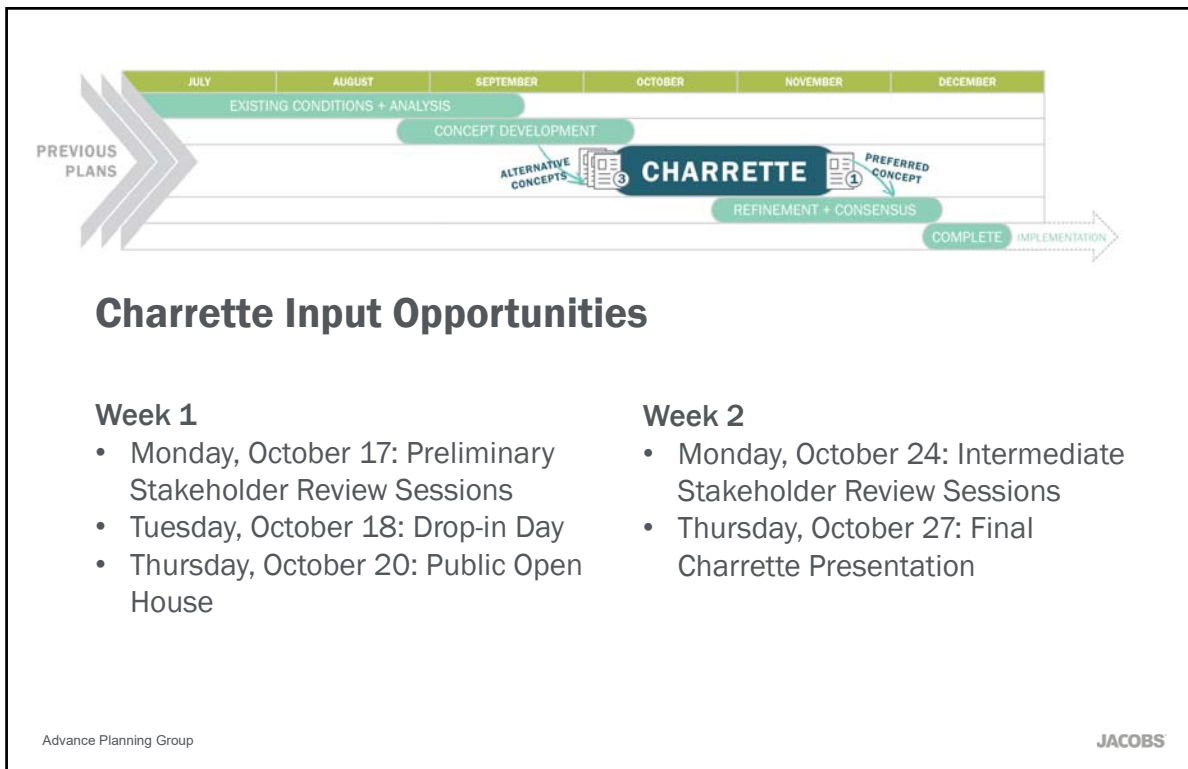 JULY AUGUST SEPTEMBER OCTOBER NOVEMBER DECEMBER
EXISTING CONDITIONS + ANALYSIS
CONCEPT DEVELOPMENT
PREVIOUS
PLANS
ALTERNATIVE
CONCEPTS
3
CHARRETTE
1
PREFERRED
CONCEPT
REFINEMENT + CONSENSUS
COMPLETE
IMPLEMENTATION
Charrette Input Opportunities
Week 1
• Monday, October 17: Preliminary
Stakeholder Review Sessions
• Tuesday, October 18: Drop-in Day
• Thursday, October 20: Public Open
House
Week 2
• Monday, October 24: Intermediate
Stakeholder Review Sessions
• Thursday, October 27: Final
Charrette Presentation
Advance Planning Group
JACOBS